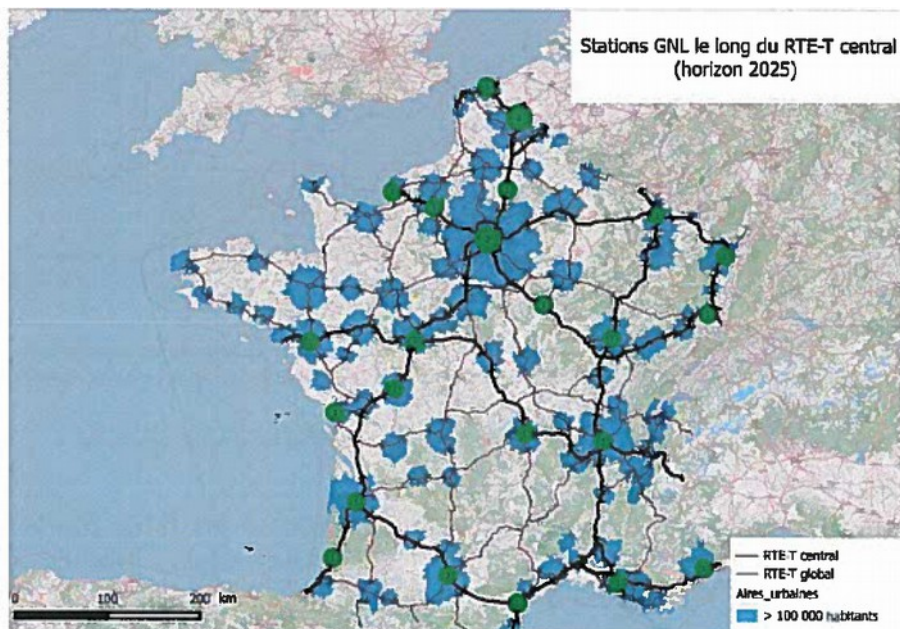 Stations GNL le long du RTE-T central
(horizon 2025)
0 100 200 km
RTE-T central
RTE-T global
Aires_urbaines
> 100 000 habitants